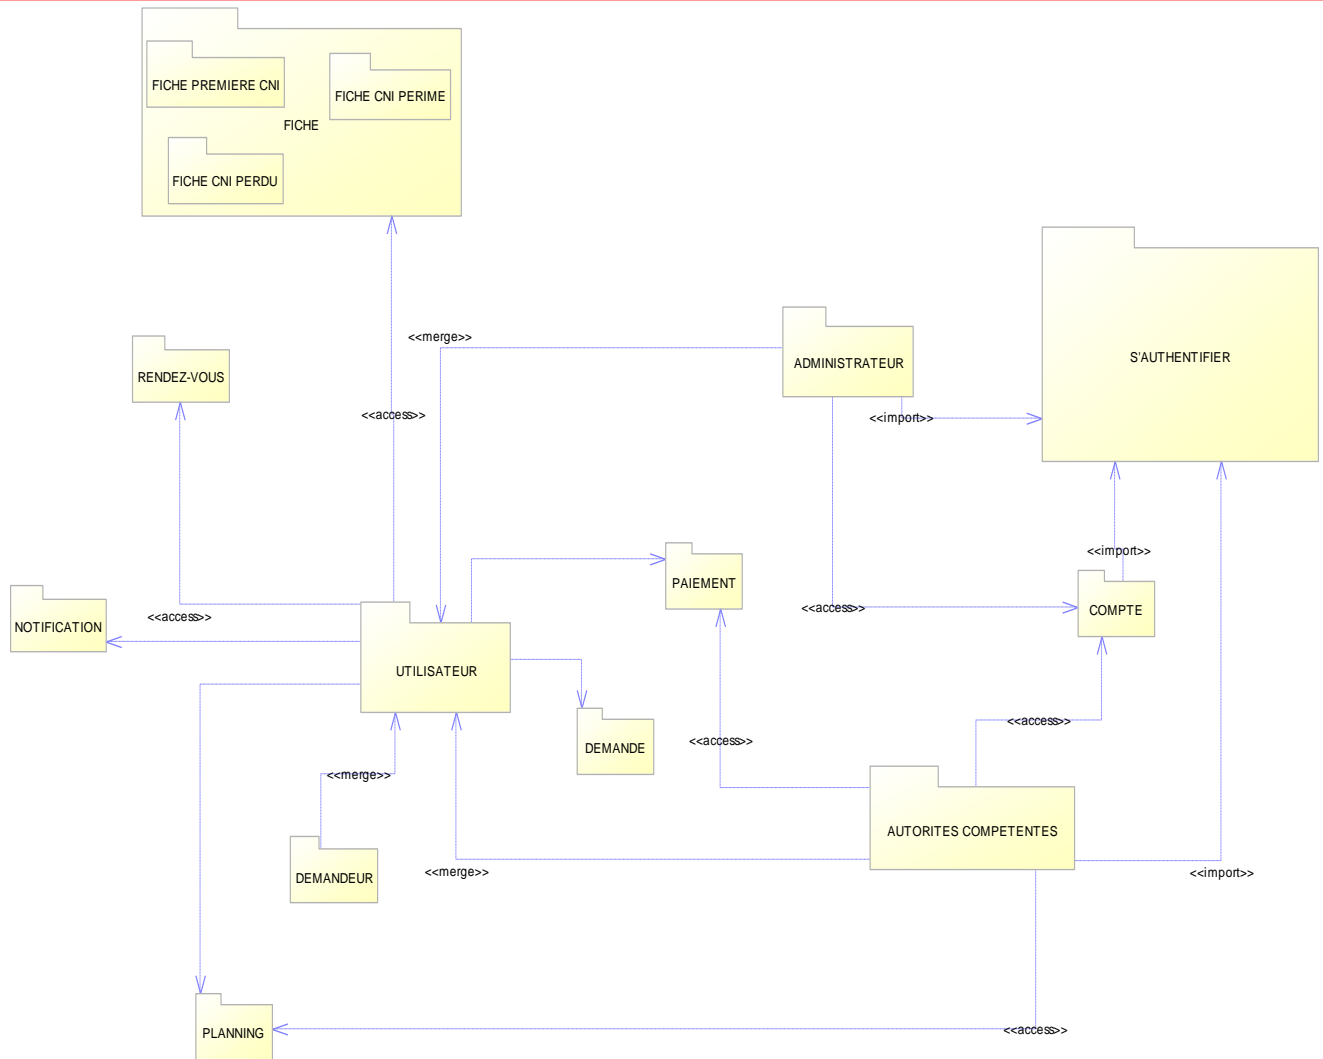 FICHE PREMIERE CNI
FICHE CNI PERIME
FICHE
FICHE CNI PERDU
<<merge>>
ADMINISTRATEUR
S'AUTHENTIFIER
RENDEZ-VOUS
<<access>>
<<import>>
<<import>>
PAIEMENT
<<access>>
COMPTE
NOTIFICATION
<<access>>
UTILISATEUR
<<access>>
<<access>>
DEMANDE
<<merge>>
AUTORITES COMPETENTES
<<merge>>
<<import>>
DEMANDEUR
PLANNING
<<access>>